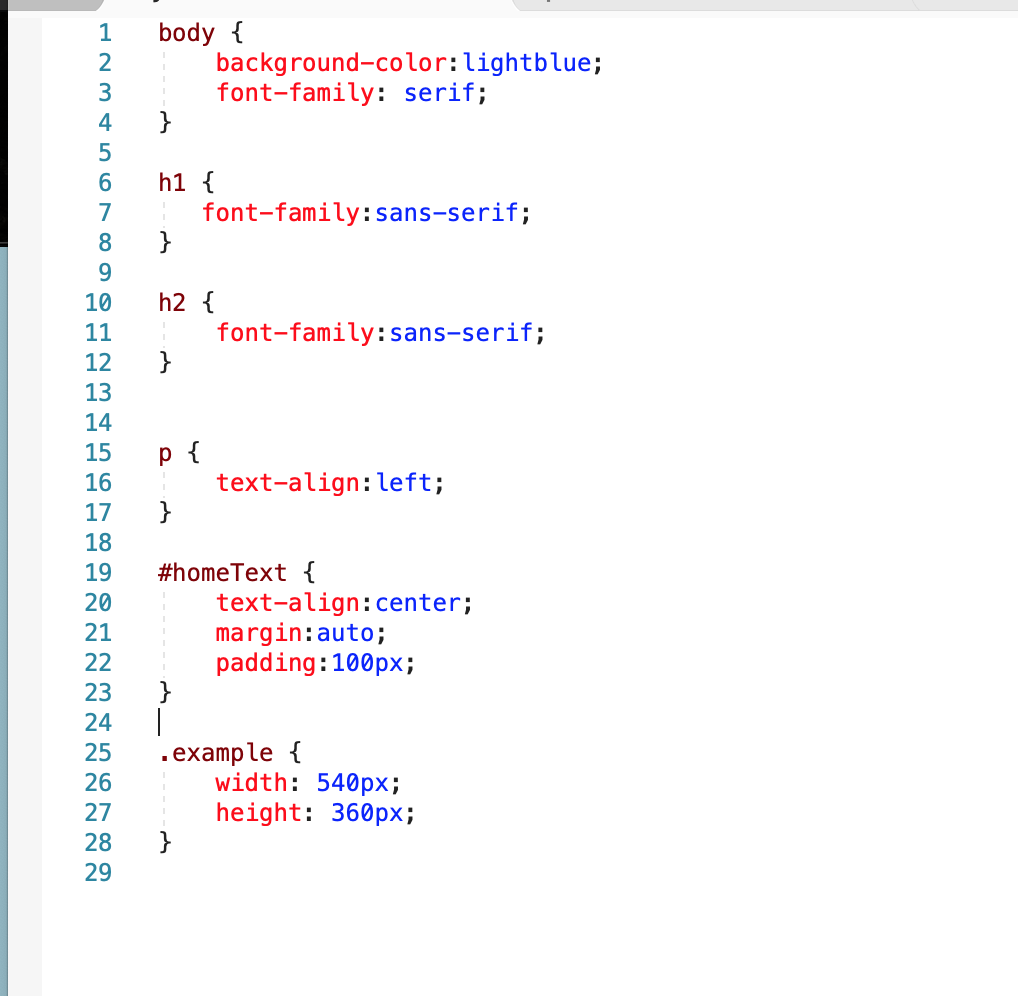 1 body {
2 background-color:lightblue;
3 font-family: serif;
4 }
5
6 h1 {
7 font-family:sans-serif;
8 }
9
10 h2 {
11 font-family:sans-serif;
12 }
13
14
15 p {
16 text-align:left;
17 }
18
19 #homeText {
20 text-align:center;
21 margin:auto;
22 padding:100px;
23 }
24
25 .example {
26 width: 540px;
27 height: 360px;
28 }
29